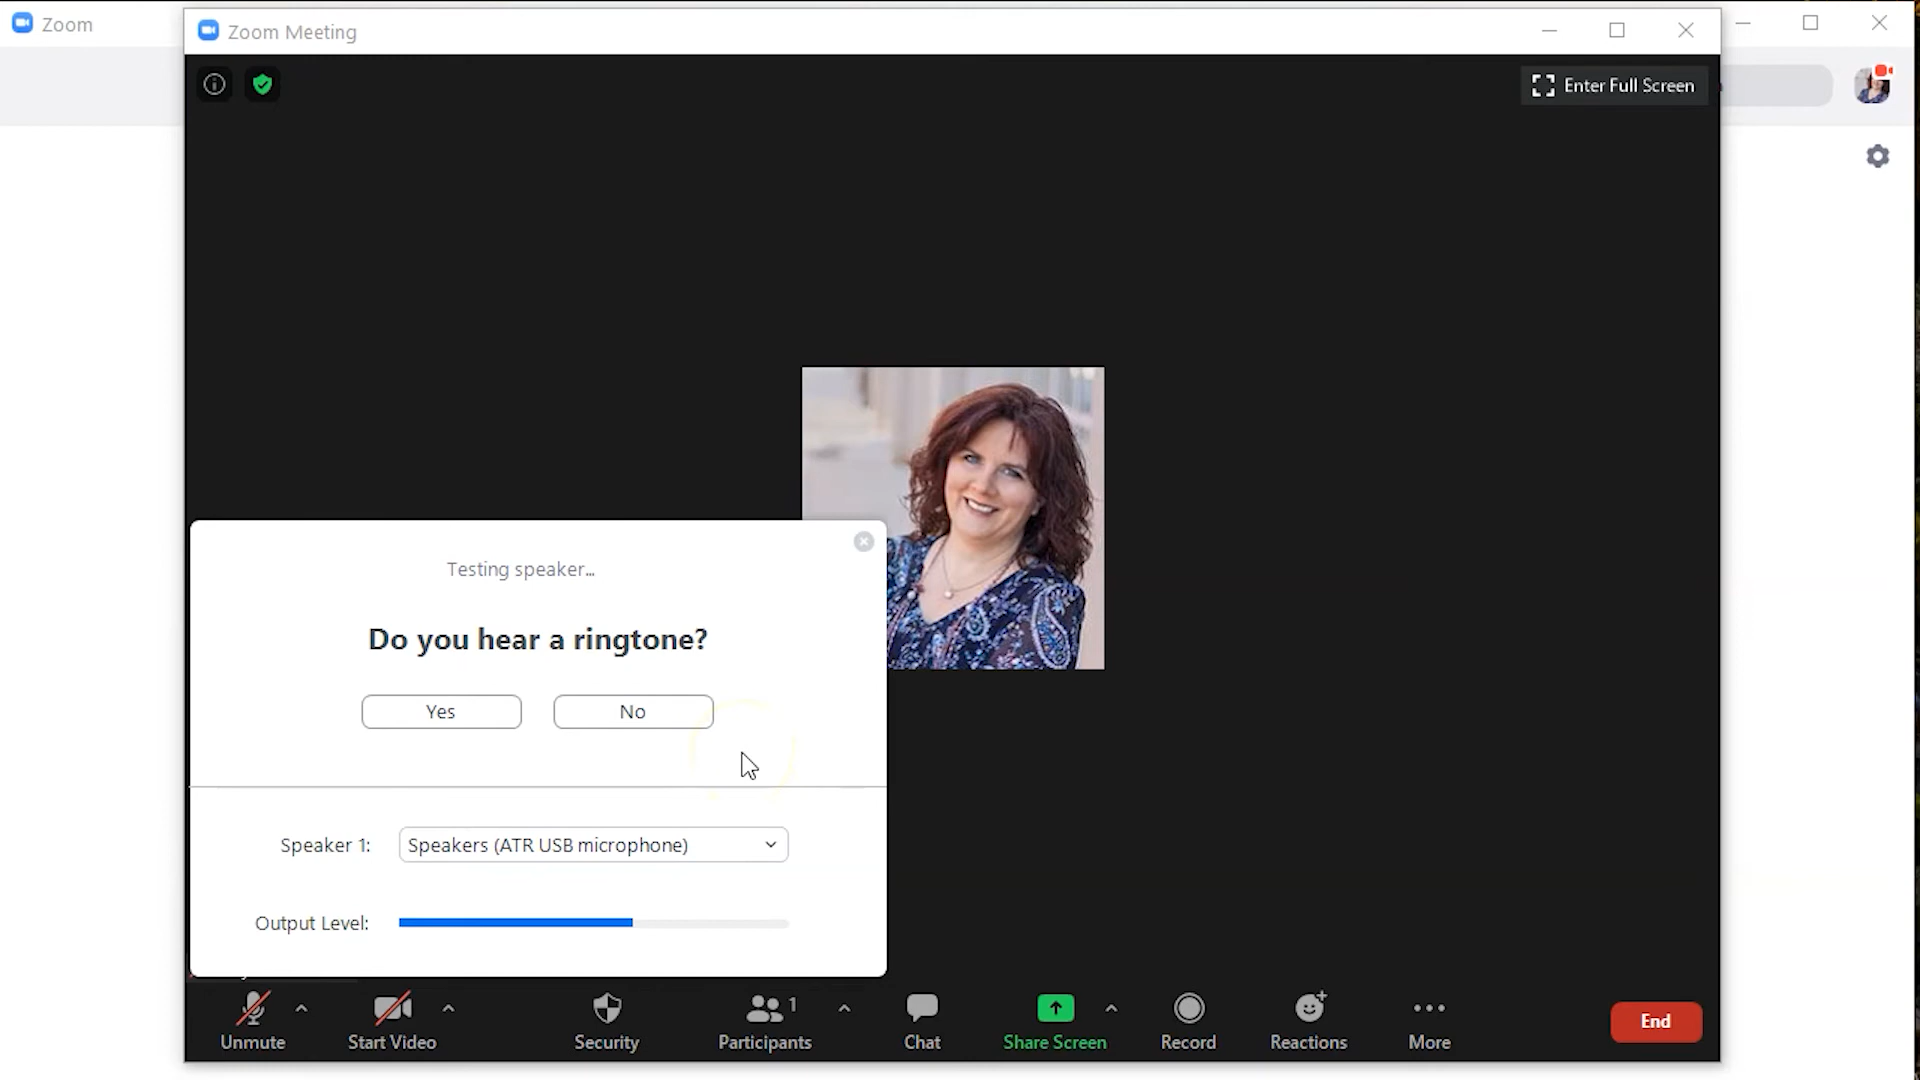 Zoom
Zoom Meeting
Enter Full Screen
Testing speaker...
Do you hear a ringtone?
Yes
No
Speaker 1:
Speakers (ATR USB microphone)
Output Level:
1
Unmute
Start Video
Security
Participants
Chat
Share Screen
Record
Reactions
More
End